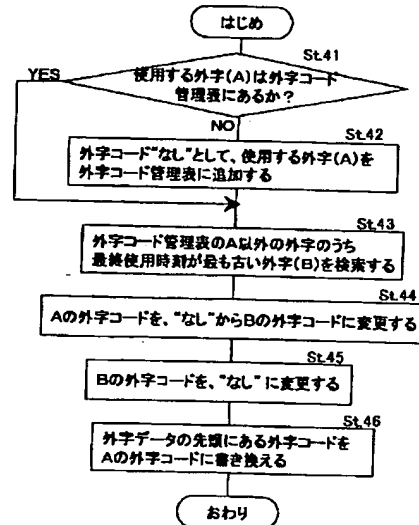 はじめ
St.41
YES
使用する外字(A)は外字コード
管理表にあるか?
NO
St.42
外字コード"なし"として、使用する外字(A)を
外字コード管理表に追加する
St.43
外字コード管理表のA以外の外字のうち
最終使用時刻が最も古い外字(B)を検索する
St.44
Aの外字コードを、"なし"からBの外字コードに変更する
St.45
Bの外字コードを、"なし"に変更する
St.46
外字データの先頭にある外字コードを
Aの外字コードに書き換える
おわり